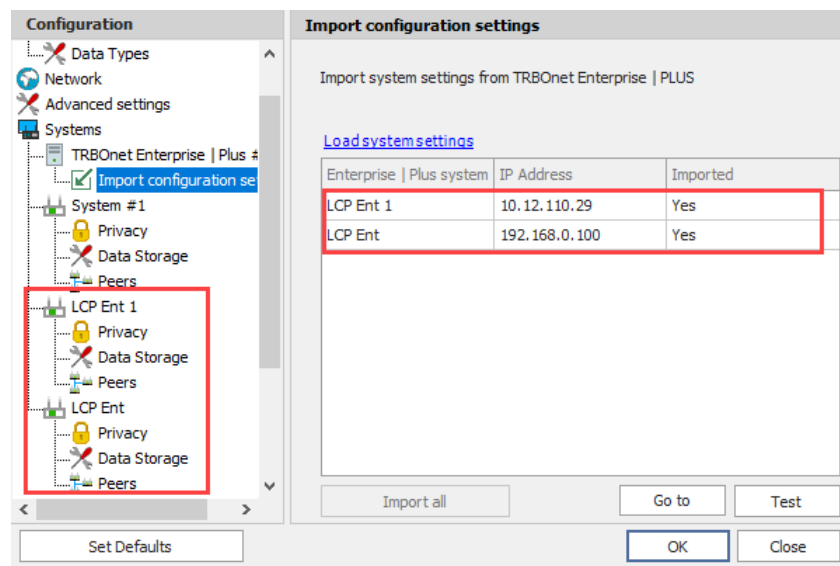 Configuration
Data Types
Network
Advanced settings
Systems
TRBOnet Enterprise | Plus #
Import configuration se
System #1
Privacy
Data Storage
Peers
LCP Ent 1
Privacy
Data Storage
Peers
LCP Ent
Privacy
Data Storage
Peers
Set Defaults
Import configuration settings
Import system settings from TRBOnet Enterprise | PLUS
Load system settings
Enterprise | Plus system IP Address Imported
LCP Ent 1 10.12.110.29 Yes
LCP Ent 192.168.0.100 Yes
Import all Go to Test
OK Close